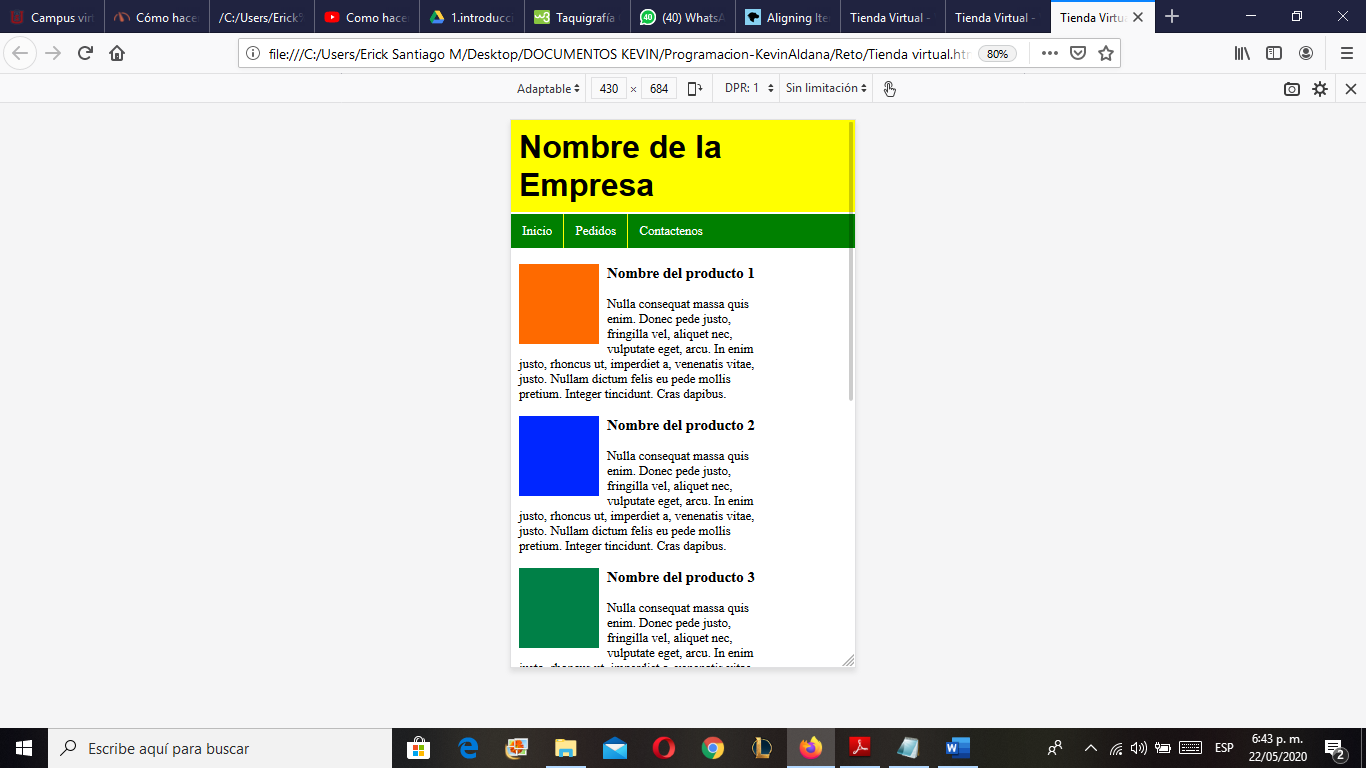 Campus virt
Cómo hace
/C:/Users/Erick%
Como hace
1.introducci
Taquigrafía
(40) WhatsA
Aligning Ite
Tienda Virtual -
Tienda Virtual -
Tienda Virtu
file:///C:/Users/Erick Santiago M/Desktop/DOCUMENTOS KEVIN/Programacion-KevinAldana/Reto/Tienda virtual.htm
80%
Adaptable 430 × 684 DPR: 1 Sin limitación
Nombre de la
Empresa
Inicio Pedidos Contactenos
Nombre del producto 1
Nulla consequat massa quis
enim. Donec pede justo,
fringilla vel, aliquet nec,
vulputate eget, arcu. In enim
justo, rhoncus ut, imperdiet a, venenatis vitae,
justo. Nullam dictum felis eu pede mollis
pretium. Integer tincidunt. Cras dapibus.
Nombre del producto 2
Nulla consequat massa quis
enim. Donec pede justo,
fringilla vel, aliquet nec,
vulputate eget, arcu. In enim
justo, rhoncus ut, imperdiet a, venenatis vitae,
justo. Nullam dictum felis eu pede mollis
pretium. Integer tincidunt. Cras dapibus.
Nombre del producto 3
Nulla consequat massa quis
enim. Donec pede justo,
fringilla vel, aliquet nec,
vulputate eget, arcu. In enim
justo, rhoncus ut, imperdiet a, venenatis vitae,
Escribe aquí para buscar
ESP
6:43 p. m.
22/05/2020
2